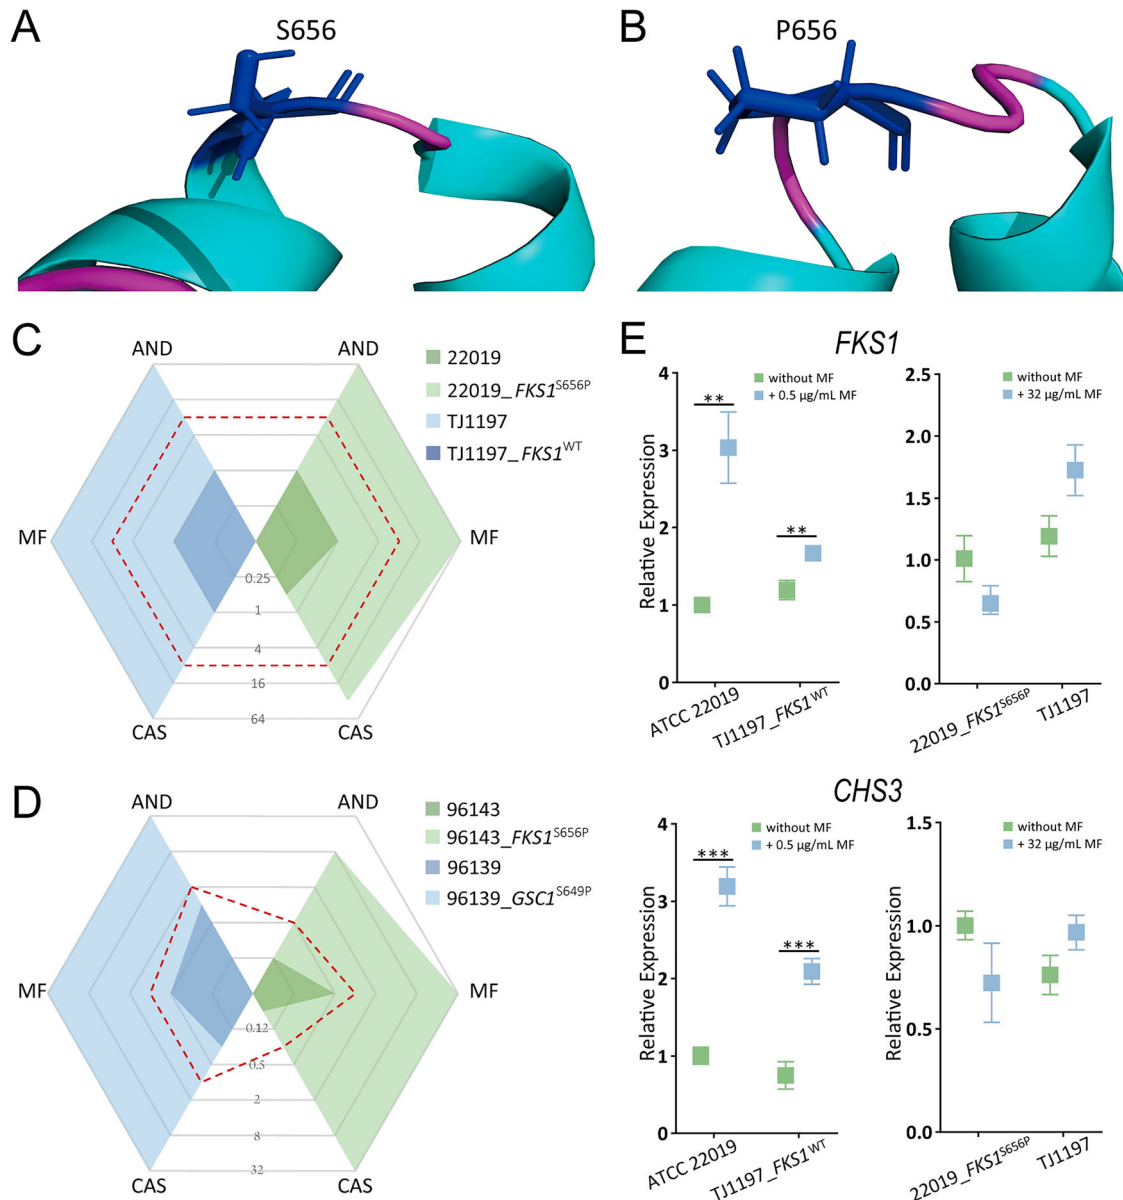 A
S656
B
P656
C
AND
AND
MF
MF
0.25
1
4
16
64
CAS
CAS
22019
22019_FKS1S656P
TJ1197
TJ1197_FKS1WT
D
AND
AND
MF
MF
0.12
0.5
2
8
32
CAS
CAS
96143
96143_FKS1S656P
96139
96139_GSC1S649P
E
FKS1
Relative Expression
4
3
2
1
0
without MF
+ 0.5 µg/mL MF
**
**
ATCC 22019
TJ1197_FKS1WT
Relative Expression
2.5
2.0
1.5
1.0
0.5
0.0
without MF
+ 32 µg/mL MF
22019_FKS1S656P
TJ1197
CHS3
Relative Expression
4
3
2
1
0
without MF
+ 0.5 µg/mL MF
***
***
ATCC 22019
TJ1197_FKS1WT
Relative Expression
1.5
1.0
0.5
0.0
without MF
+ 32 µg/mL MF
22019_FKS1S656P
TJ1197